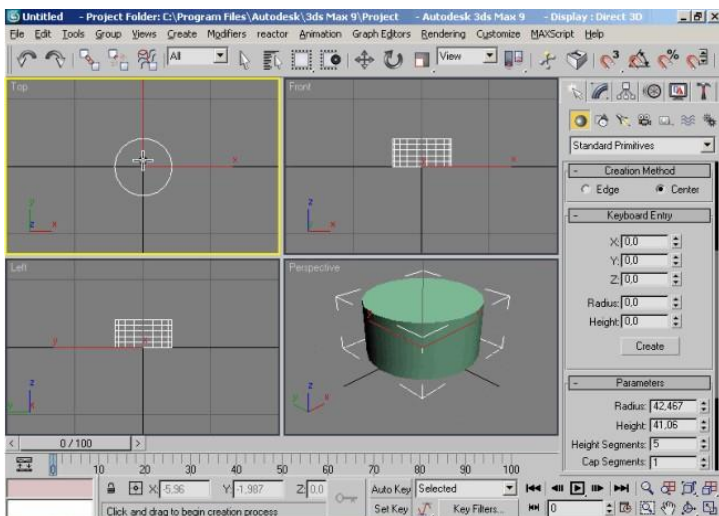 Untitled - Project Folder: C:\Program Files\Autodesk\3ds Max 9\Project - Autodesk 3ds Max 9 - Display : Direct 3D
File Edit Tools Group Views Create Modifiers reactor Animation Graph Editors Rendering Customize MAXScript Help
All View
Top Front
x
y
z x
z
x
Standard Primitives
- Creation Method
Edge Center
- Keyboard Entry
X: 0,0
Y: 0,0
Z: 0,0
Radius: 0,0
Height: 0,0
Create
Left Perspective
y
z
y
z
- Parameters
Radius: 42,467
Height: 41,06
Height Segments: 5
Cap Segments: 1
< 0 / 100 >
0 10 20 30 40 50 60 70 80 90 100
X: -5,96 Y: -1,987 Z: 0,0 Auto Key Selected
Click and drag to begin creation process Set Key Key Filters... 0